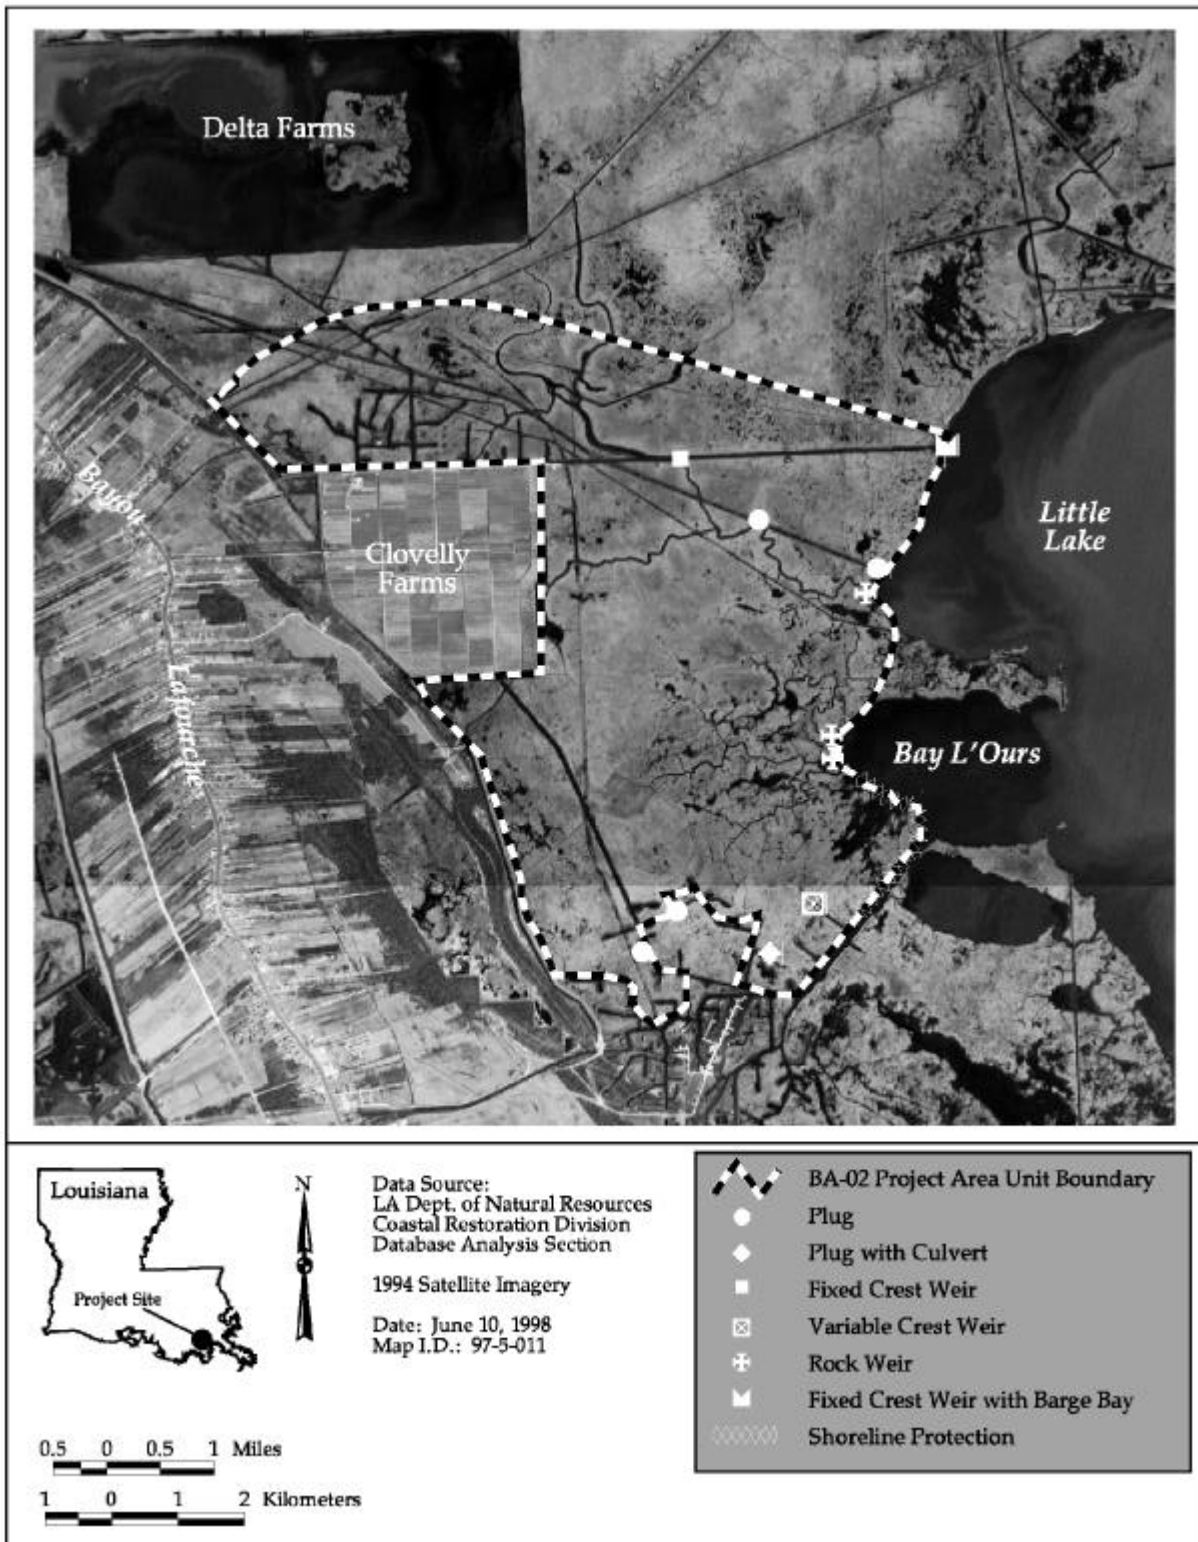 Delta Farms
Bayou
Lafourche
Clovelly
Farms
Little
Lake
Bay L'Ours
Louisiana
Project Site
N
Data Source:
LA Dept. of Natural Resources
Coastal Restoration Division
Database Analysis Section
1994 Satellite Imagery
Date: June 10, 1998
Map I.D.: 97-5-011
0.5 0 0.5 1 Miles
1 0 1 2 Kilometers
BA-02 Project Area Unit Boundary
Plug
Plug with Culvert
Fixed Crest Weir
Variable Crest Weir
Rock Weir
Fixed Crest Weir with Barge Bay
Shoreline Protection